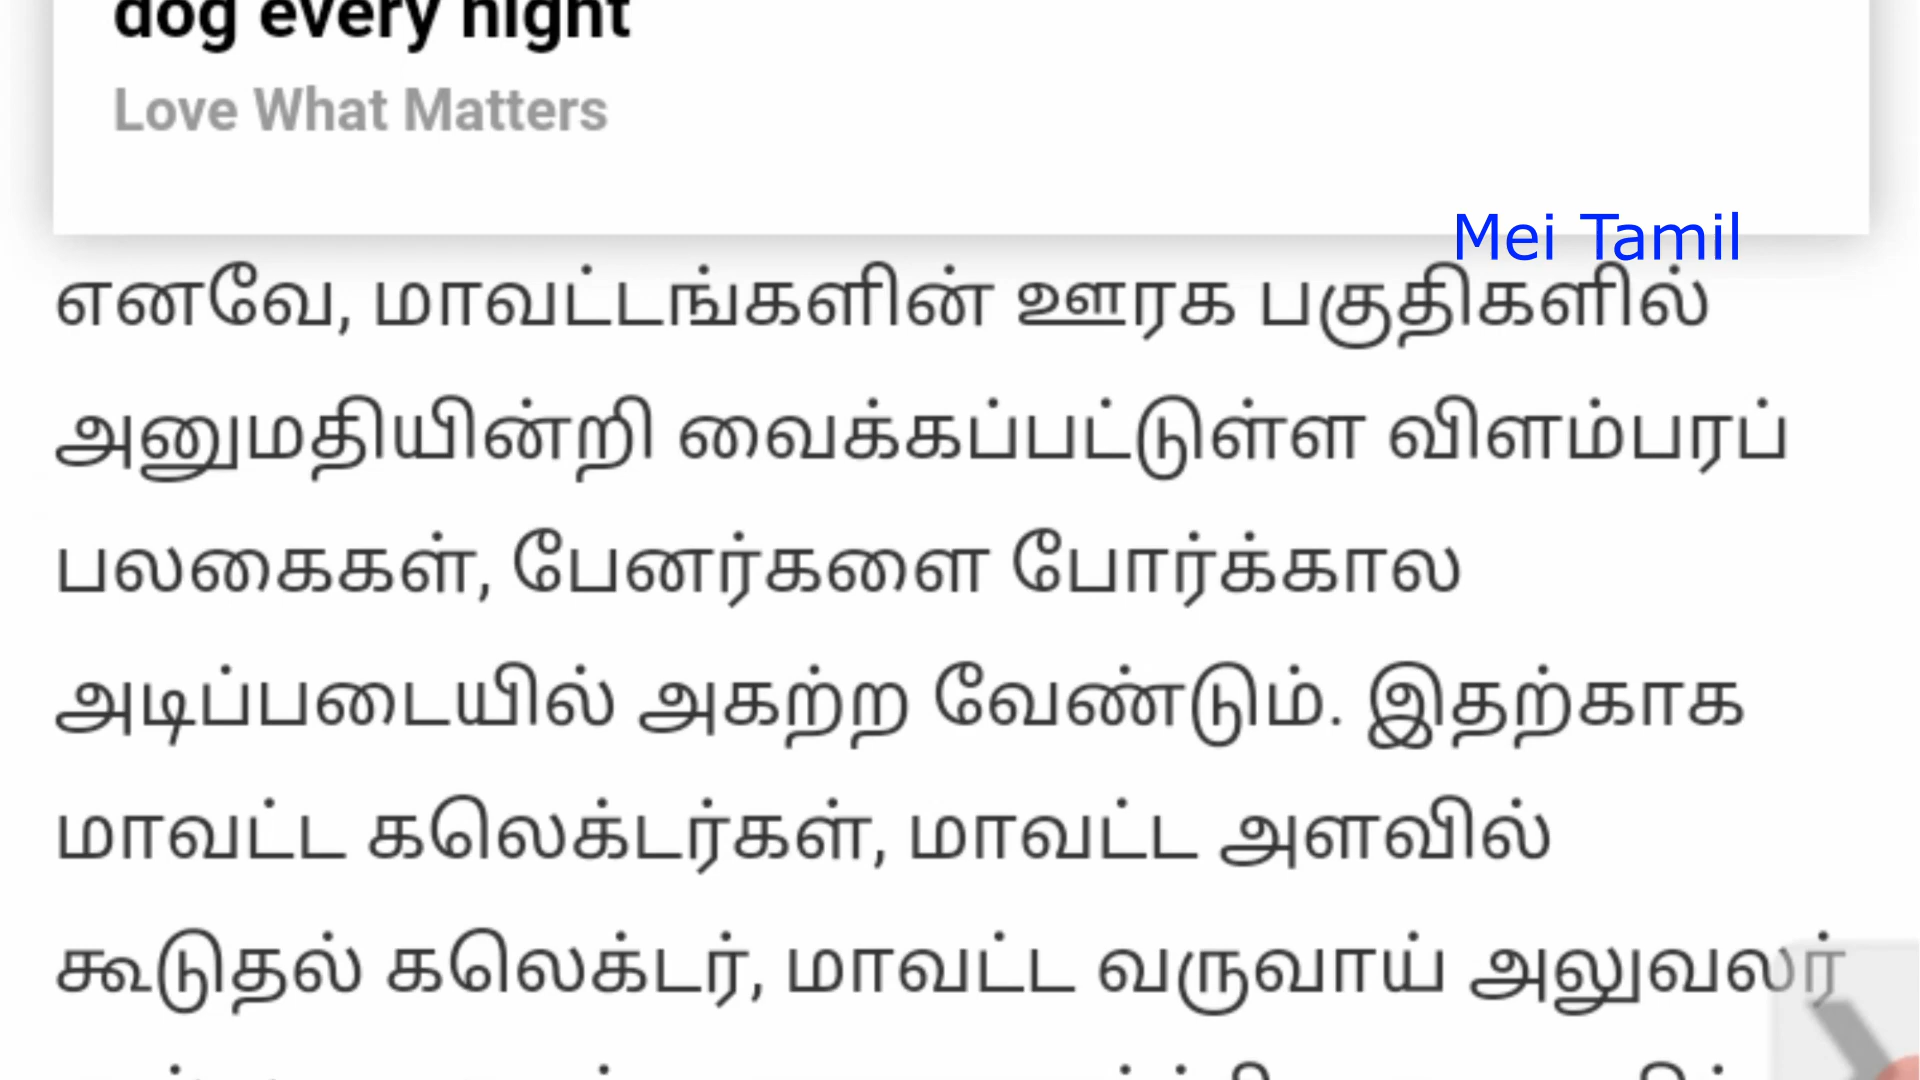 dog every night
Love What Matters
Mei Tamil
எனவே, மாவட்டங்களின் ஊரக பகுதிகளில்
அனுமதியின்றி வைக்கப்பட்டுள்ள விளம்பரப்
பலகைகள், பேனர்களை போர்க்கால
அடிப்படையில் அகற்ற வேண்டும். இதற்காக
மாவட்ட கலெக்டர்கள், மாவட்ட அளவில்
கூடுதல் கலெக்டர், மாவட்ட வருவாய் அலுவலர்